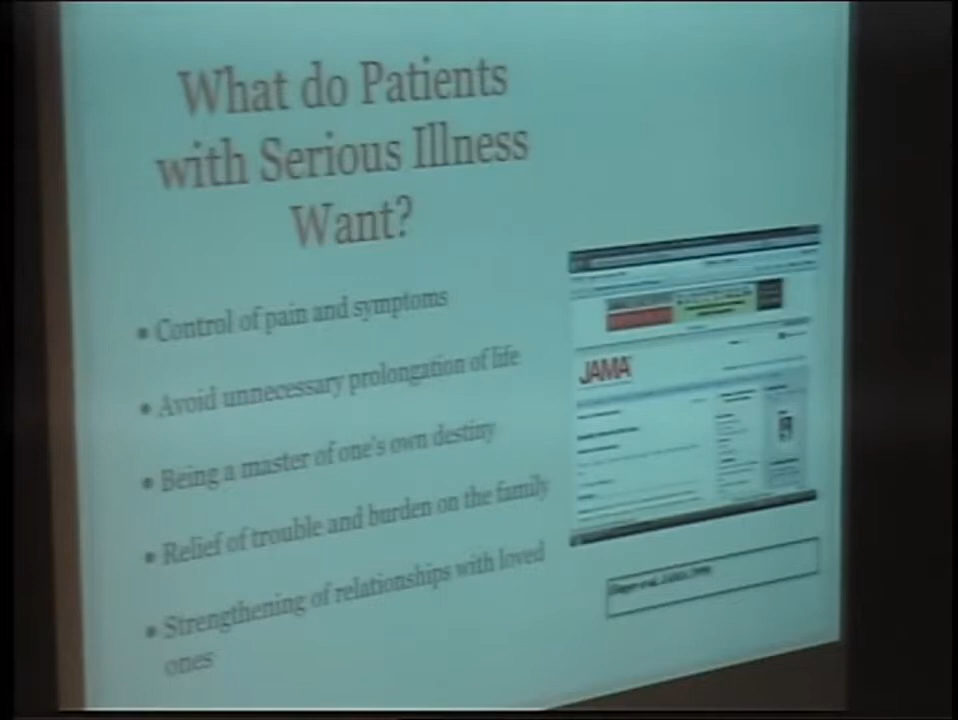 What do Patients
with Serious Illness
Want?
• Control of pain and symptoms
• Avoid unnecessary prolongation of life
• Being a master of one's own destiny
• Relief of trouble and burden on the family
• Strengthening of relationships with loved
ones
JAMA